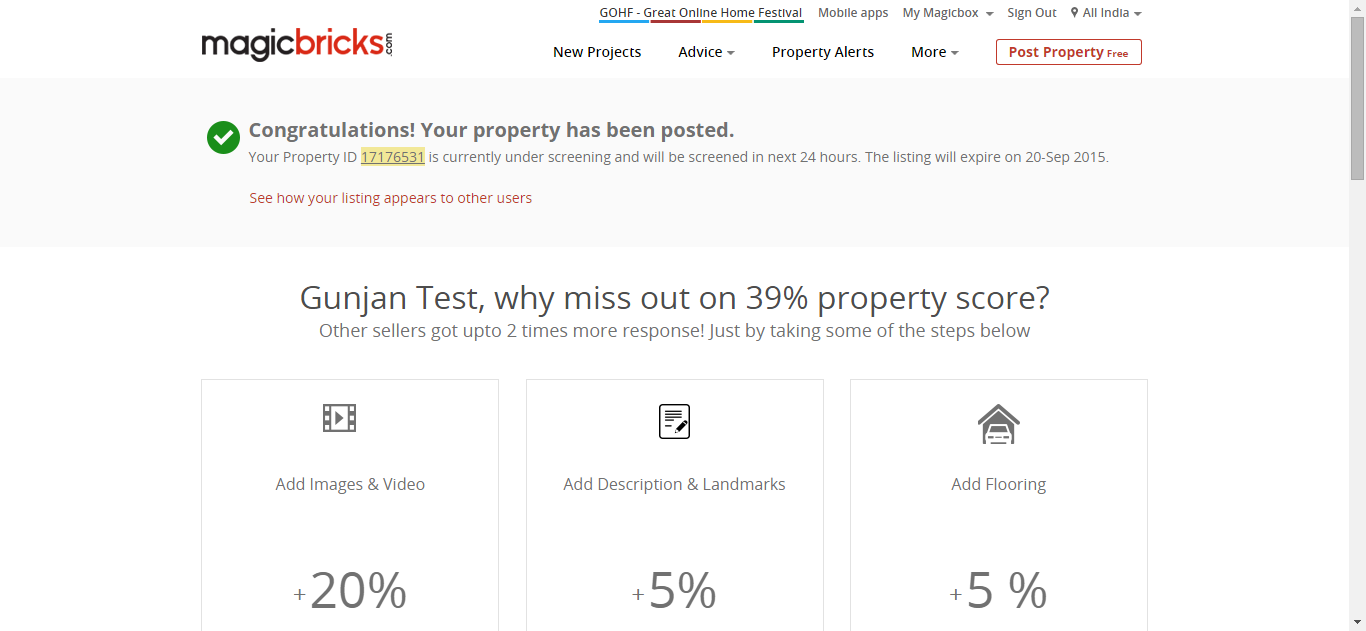 GOHF - Great Online Home Festival Mobile apps My Magicbox Sign Out All India
magicbricks.com
New Projects Advice Property Alerts More Post Property Free
Congratulations! Your property has been posted.
Your Property ID 17176531 is currently under screening and will be screened in next 24 hours. The listing will expire on 20-Sep 2015.
See how your listing appears to other users
Gunjan Test, why miss out on 39% property score?
Other sellers got upto 2 times more response! Just by taking some of the steps below
Add Images & Video Add Description & Landmarks Add Flooring
+20% +5% +5 %